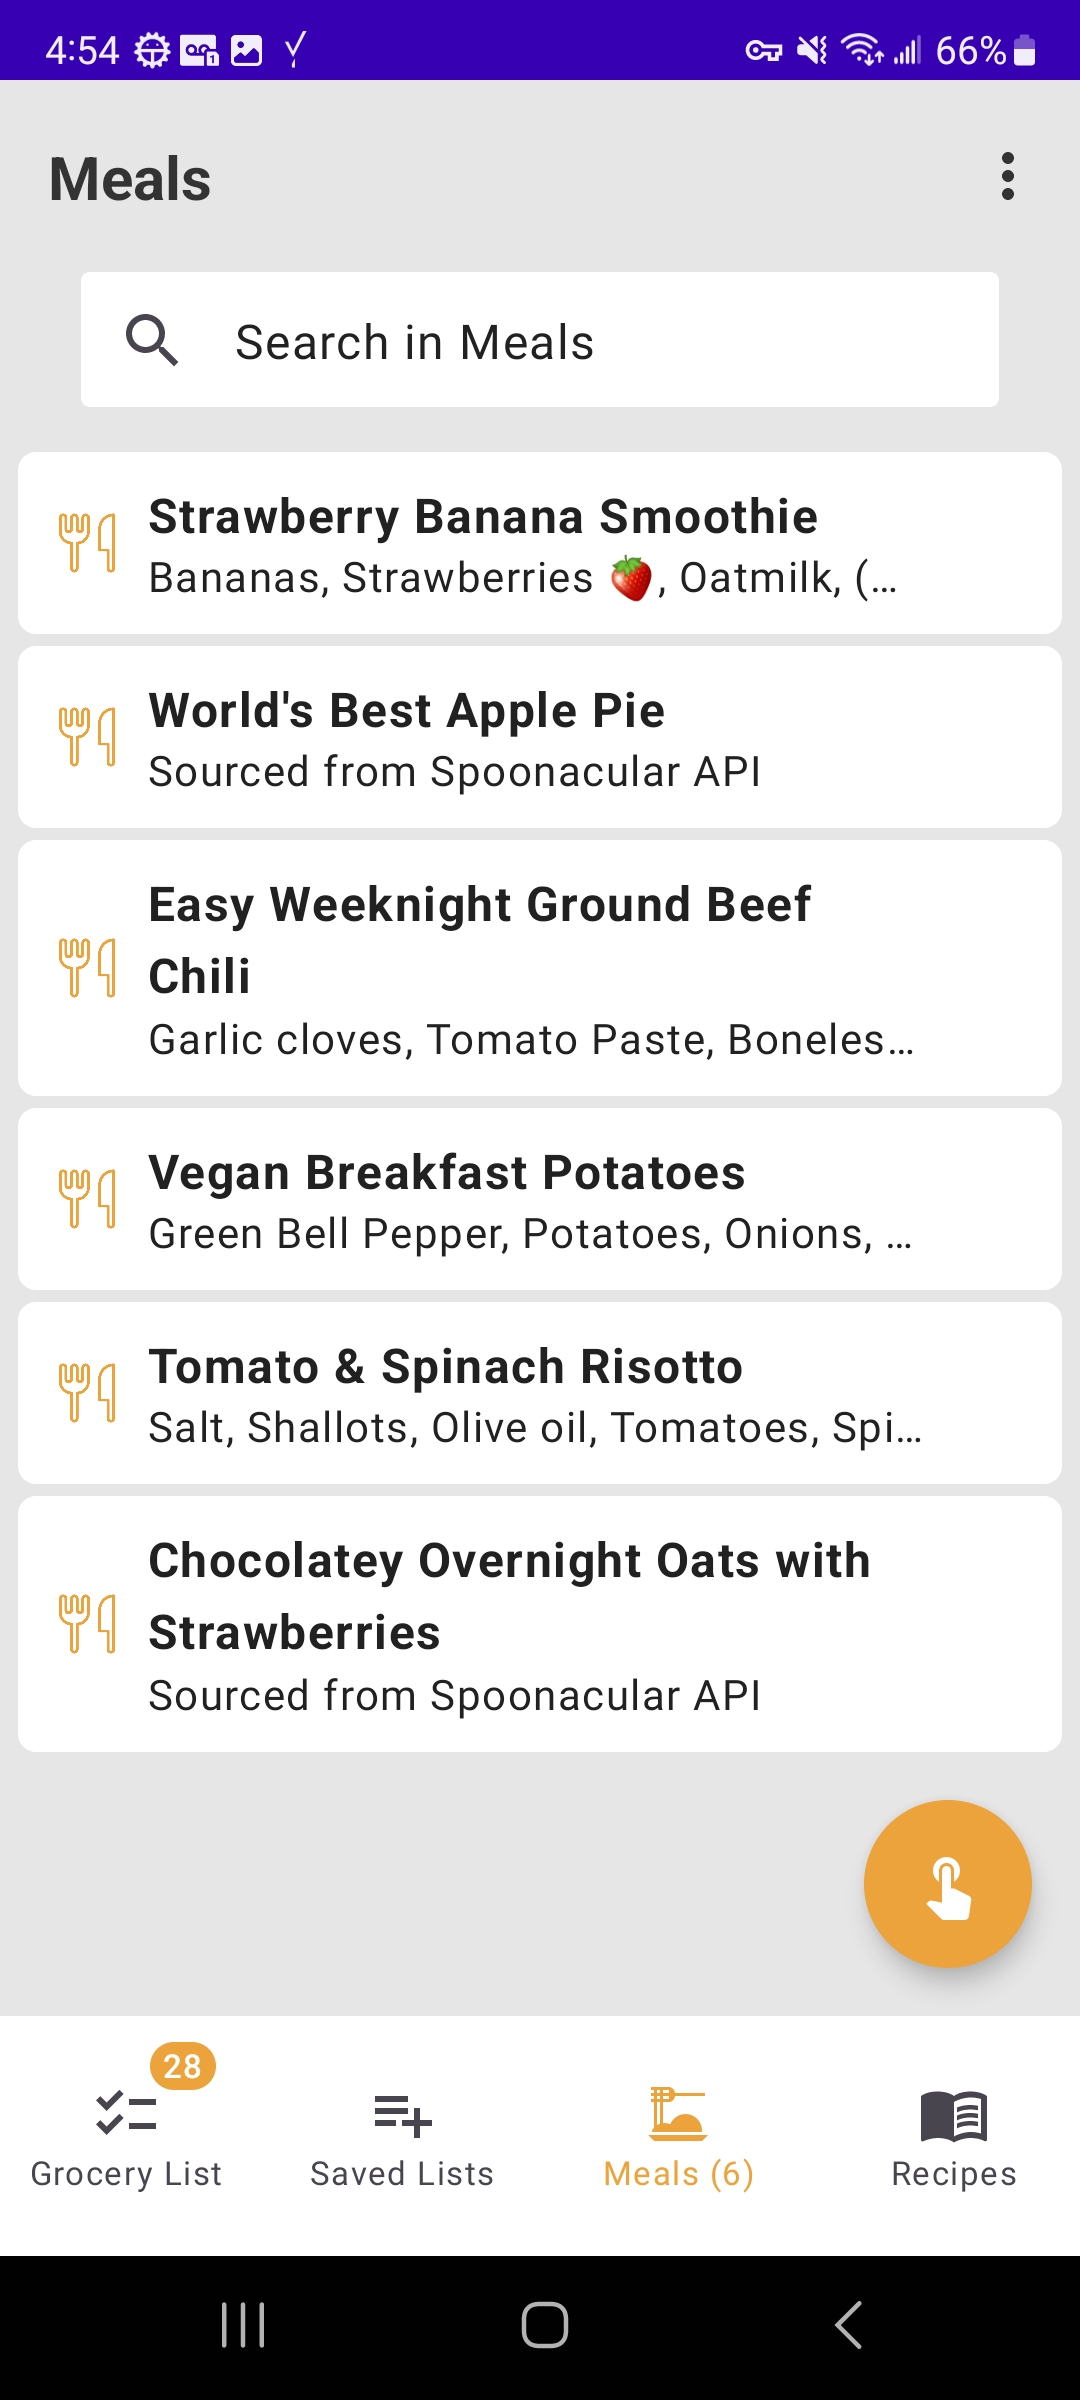 4:54
66%
Meals
Search in Meals
Strawberry Banana Smoothie
Bananas, Strawberries 🍓, Oatmilk, (...
World's Best Apple Pie
Sourced from Spoonacular API
Easy Weeknight Ground Beef
Chili
Garlic cloves, Tomato Paste, Boneles...
Vegan Breakfast Potatoes
Green Bell Pepper, Potatoes, Onions, ...
Tomato & Spinach Risotto
Salt, Shallots, Olive oil, Tomatoes, Spi...
Chocolatey Overnight Oats with
Strawberries
Sourced from Spoonacular API
28
Grocery List
Saved Lists
Meals (6)
Recipes